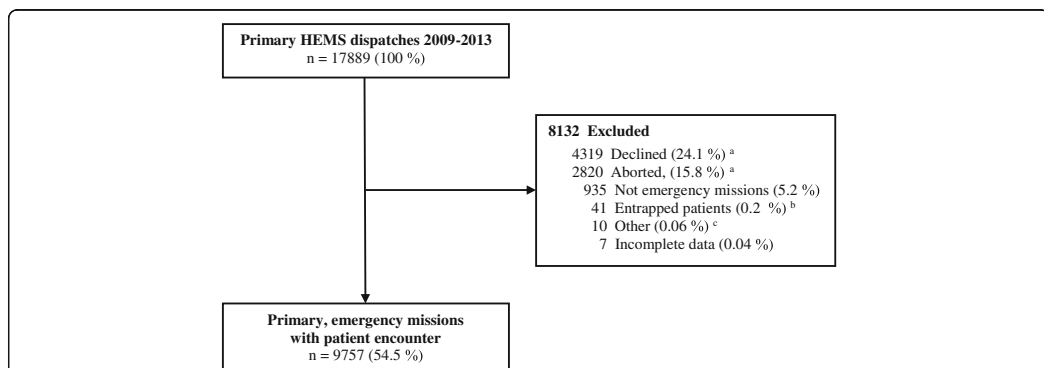 Primary HEMS dispatches 2009-2013
n = 17889 (100 %)
8132 Excluded
4319 Declined (24.1 %) a
2820 Aborted, (15.8 %) a
935 Not emergency missions (5.2 %)
41 Entrapped patients (0.2 %) b
10 Other (0.06 %) c
7 Incomplete data (0.04 %)
Primary, emergency missions
with patient encounter
n = 9757 (54.5 %)